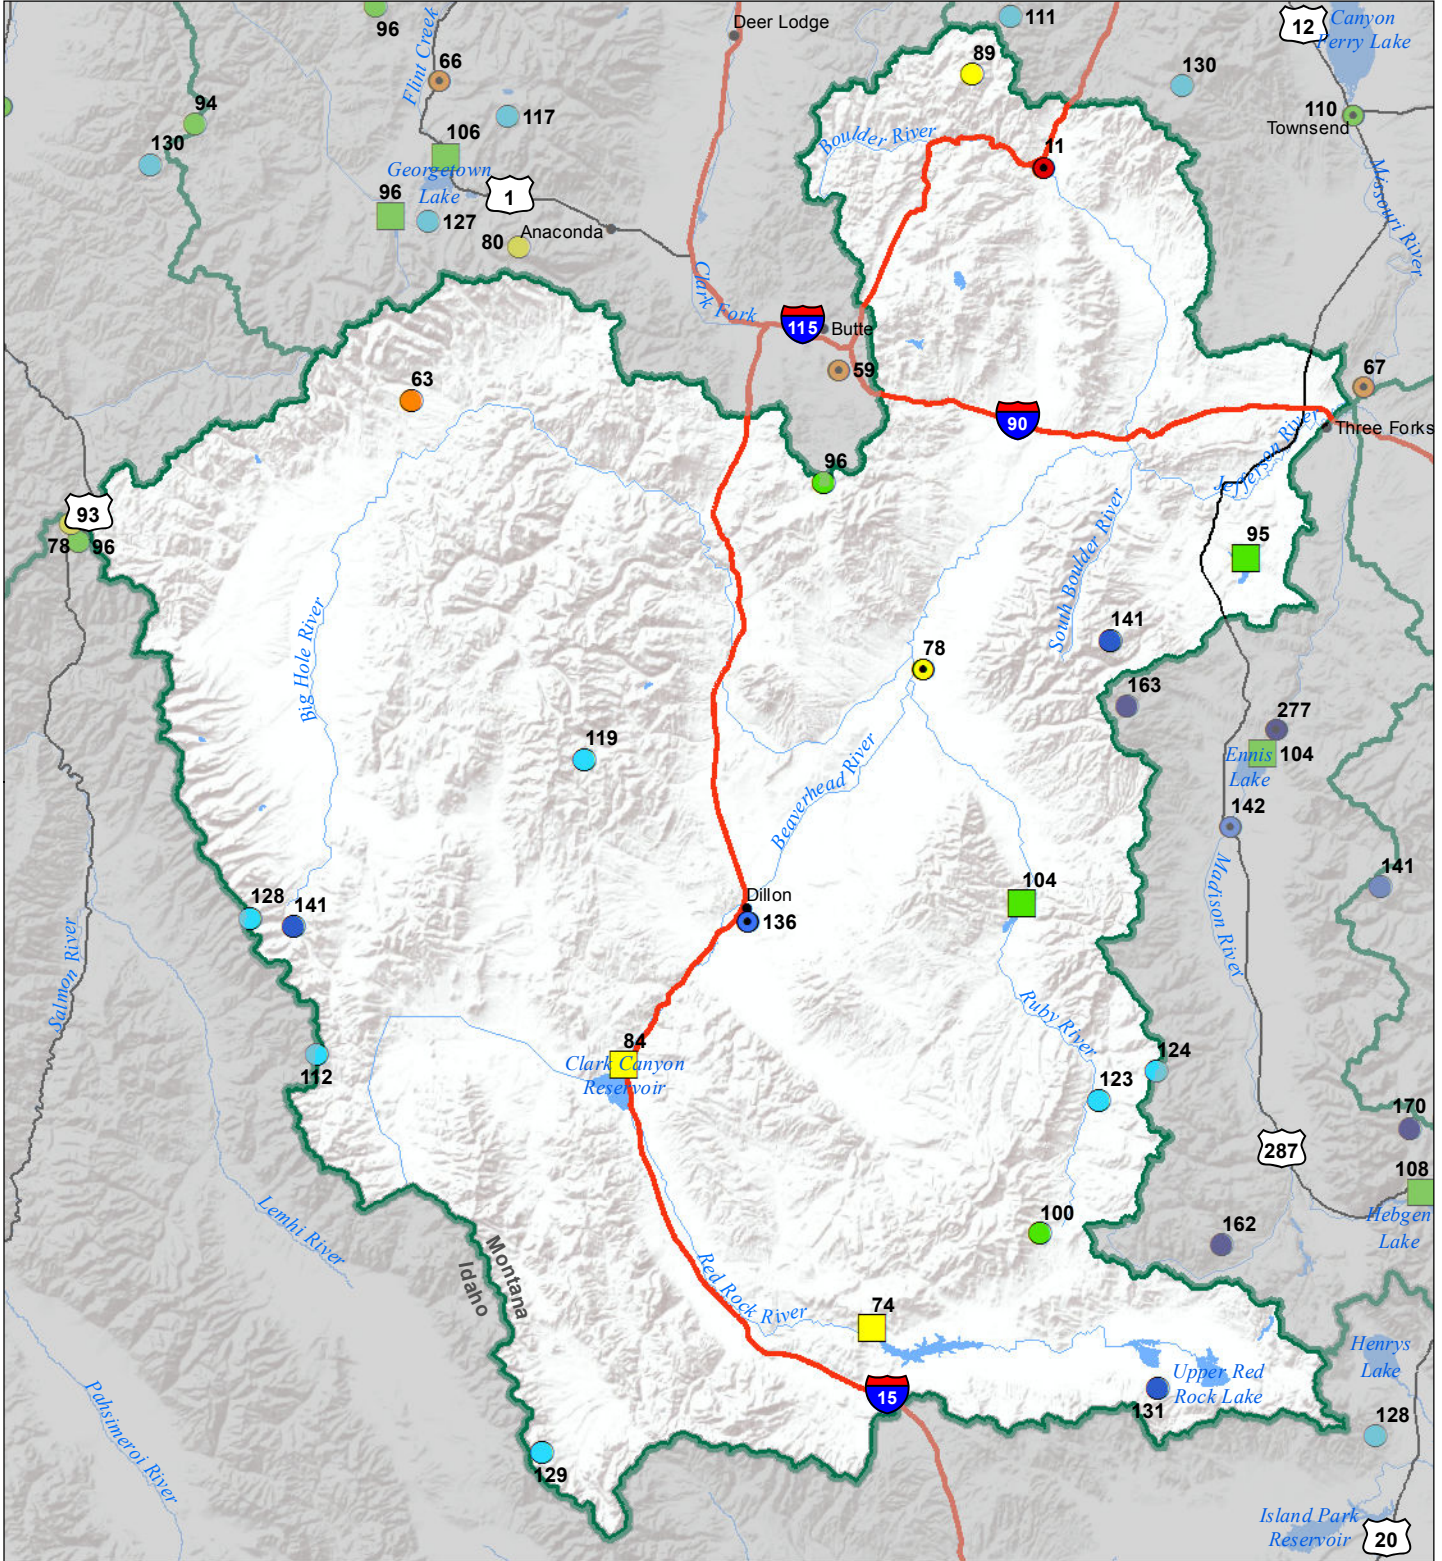 96
Deer Lodge
111
12
Canyon
Ferry Lake
Flint Creek
66
89
130
94
117
110
Townsend
130
106
Boulder River
11
Georgetown
Lake
1
96
127
80
Anaconda
Missouri River
Clark Fork
115
Butte
59
67
63
90
Three Forks
Jefferson River
96
93
78
96
95
South Boulder River
141
Big Hole River
78
163
277
119
Ennis
Lake
104
Beaverhead River
142
Madison River
141
128
141
Dillon
136
104
Salmon River
Ruby River
84
Clark Canyon
Reservoir
112
124
123
170
287
108
Hebgen
Lake
Lemhi River
100
162
Montana
Idaho
Red Rock River
74
Henrys
Lake
Upper Red
Rock Lake
15
131
128
Pahsimeroi River
129
Island Park
Reservoir
20